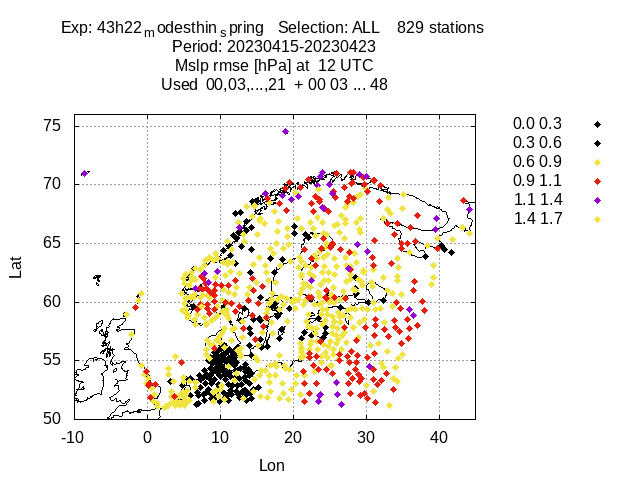 Exp: 43h22modesthinspring   Selection: ALL    829 stations
Period: 20230415-20230423
Mslp rmse [hPa] at  12 UTC
Used  00,03,...,21  + 00 03 ... 48
75
70
65
60
55
50
Lat
-10 0 10 20 30 40
Lon
0.0 0.3
0.3 0.6
0.6 0.9
0.9 1.1
1.1 1.4
1.4 1.7